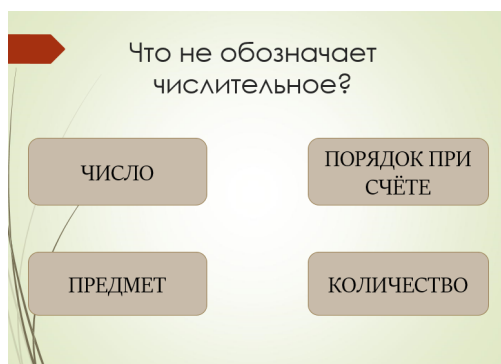 Что не обозначает
числительное?
ЧИСЛО
ПОРЯДОК ПРИ
СЧЁТЕ
ПРЕДМЕТ
КОЛИЧЕСТВО